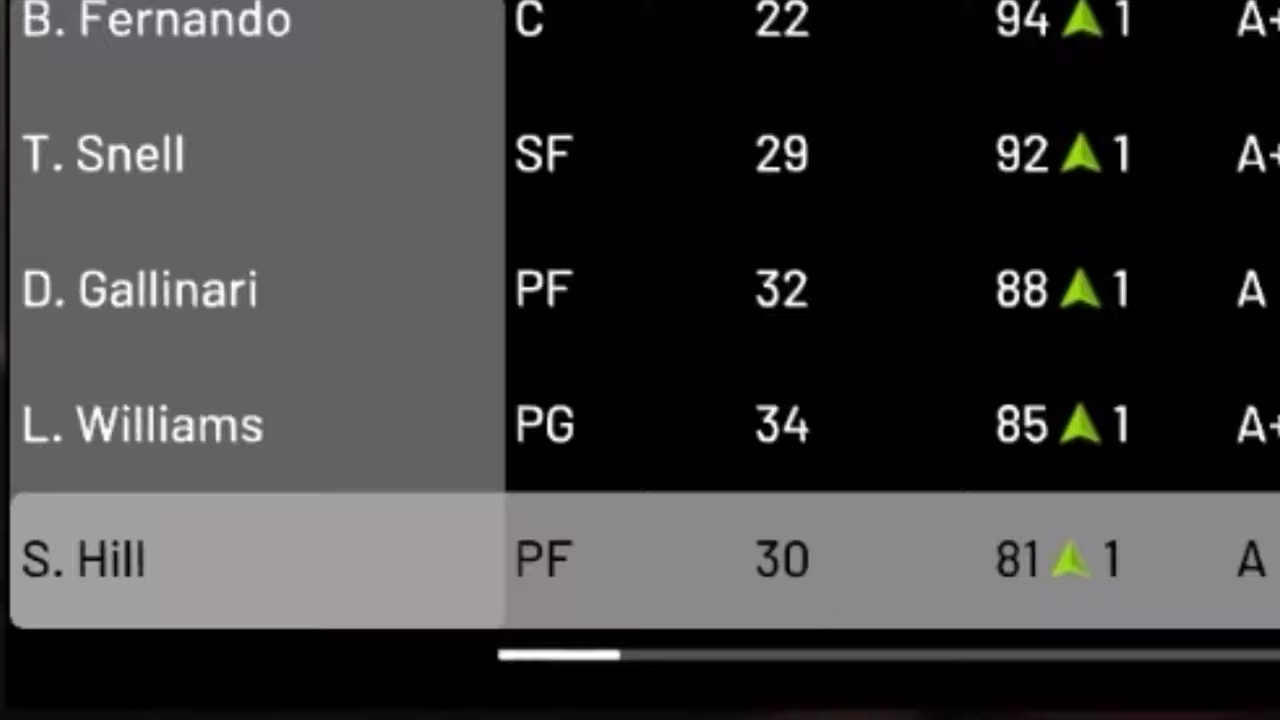 B. Fernando C 22 94 1 A+
T. Snell SF 29 92 1 A+
D. Gallinari PF 32 88 1 A
L. Williams PG 34 85 1 A+
S. Hill PF 30 81 1 A